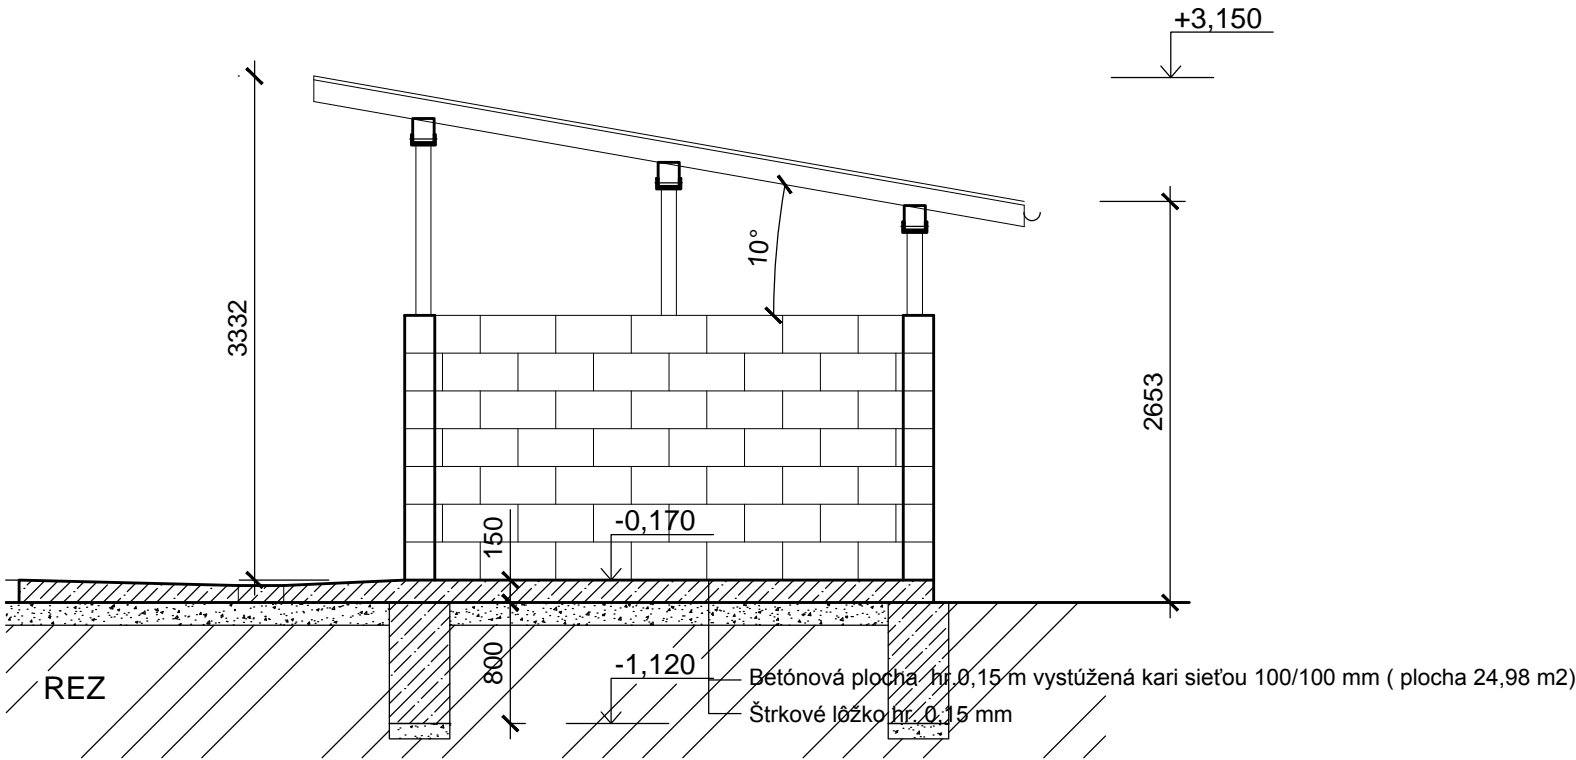 +3,150
3332
10°
2653
150
-0,170
800
-1,120
REZ
Betónová plocha hr.0,15 m vystúžená kari sieťou 100/100 mm ( plocha 24,98 m2)
Štrkové lôžko hr. 0,15 mm